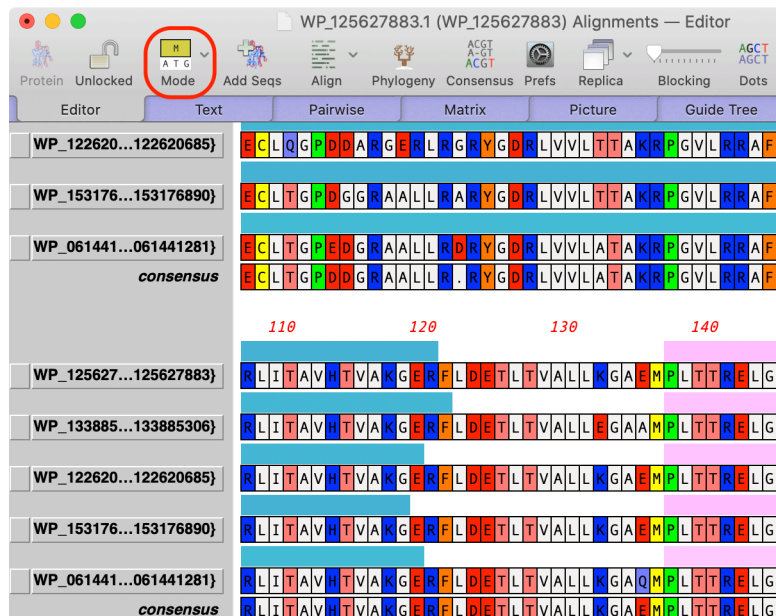 WP_125627883.1 (WP_125627883) Alignments — Editor
M
ATG
ACGT
A-GT
ACGT
AGCT
AGCT
Protein Unlocked Mode Add Seqs Align Phylogeny Consensus Prefs Replica Blocking Dots
Editor Text Pairwise Matrix Picture Guide Tree
WP_122620...122620685} ECLQGPDDARGERLRGRYGDRLVVLTTAKRPGVLRRAF
WP_153176...153176890} ECLTGPDGGRAALLRARYGDRLVVLTTAKRPGVLRRAF
WP_061441...061441281} ECLTGPEDGRAALLRDRYGDRLVVLATAKRPGVLRRAF
consensus ECLTGPDDGRAALLR.RYGDRLVVLATAKRPGVLRRAF
110 120 130 140
WP_125627...125627883} RLITAVHTVAKGERFLDETLTVALLKGAEMPLTTRELG
WP_133885...133885306} RLITAVHTVAKGERFLDETLTVALLEGAAMPLTTRELG
WP_122620...122620685} RLITAVHTVAKGERFLDETLTVALLKGAEMPLTTRELG
WP_153176...153176890} RLITAVHTVAKGERFLDETLTVALLKGAEMPLTTRELG
WP_061441...061441281} RLITAVHTVAKGERFLDETLTVALLKGAQMPLTTRELG
consensus RLITAVHTVAKGERFLDETLTVALLKGAEMPLTTRELG